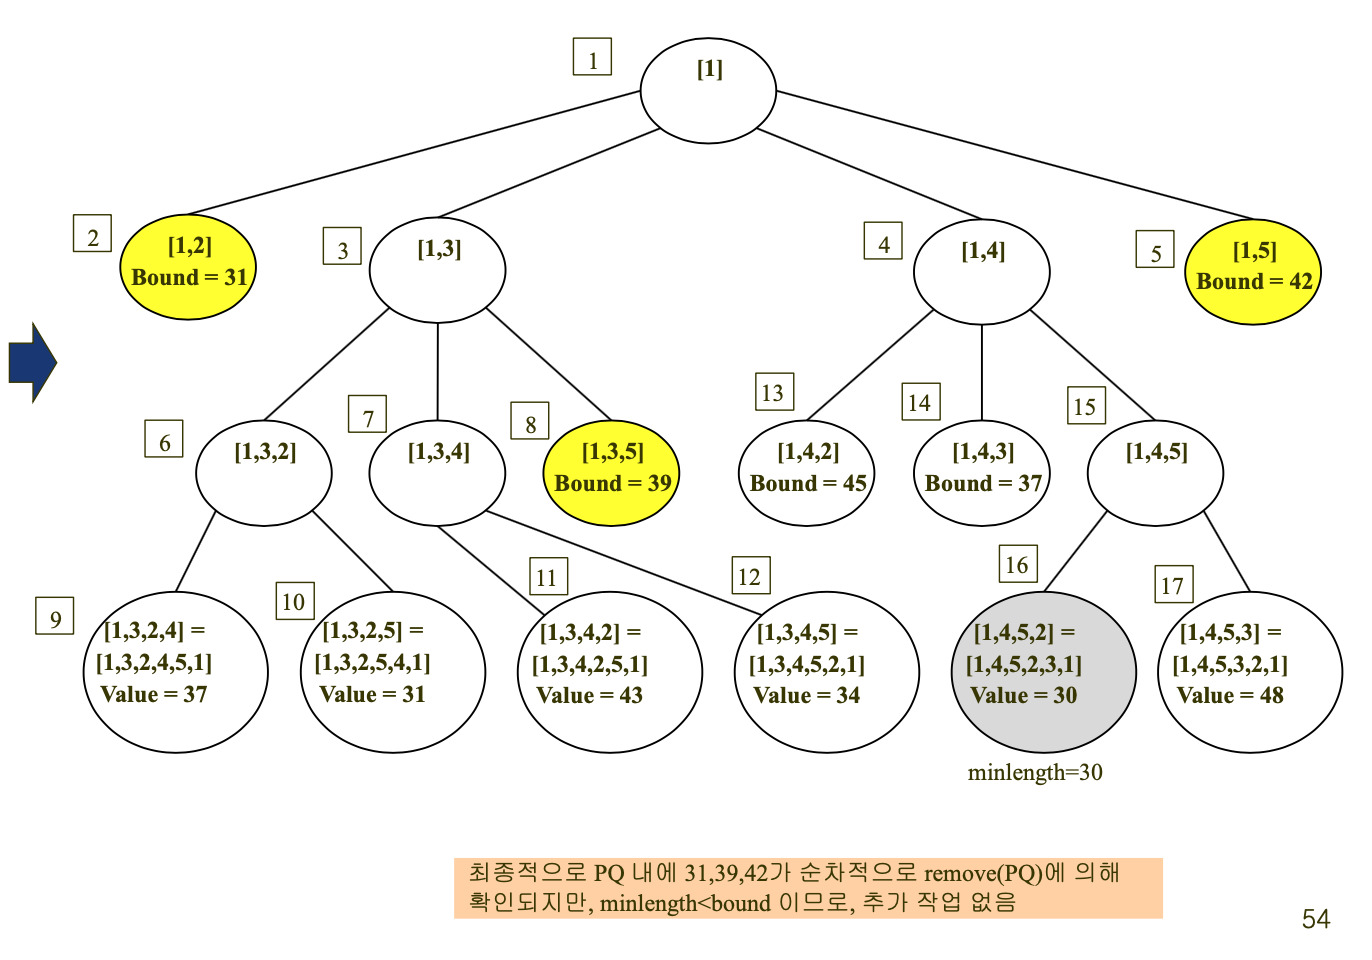 1
[1]
2
[1,2]
Bound = 31
3
[1,3]
4
[1,4]
5
[1,5]
Bound = 42
6
[1,3,2]
7
[1,3,4]
8
[1,3,5]
Bound = 39
13
[1,4,2]
Bound = 45
14
[1,4,3]
Bound = 37
15
[1,4,5]
9
[1,3,2,4] =
[1,3,2,4,5,1]
Value = 37
10
[1,3,2,5] =
[1,3,2,5,4,1]
Value = 31
11
[1,3,4,2] =
[1,3,4,2,5,1]
Value = 43
12
[1,3,4,5] =
[1,3,4,5,2,1]
Value = 34
16
[1,4,5,2] =
[1,4,5,2,3,1]
Value = 30
17
[1,4,5,3] =
[1,4,5,3,2,1]
Value = 48
minlength=30
최종적으로 PQ 내에 31,39,42가 순차적으로 remove(PQ)에 의해
확인되지만, minlength<bound 이므로, 추가 작업 없음
54